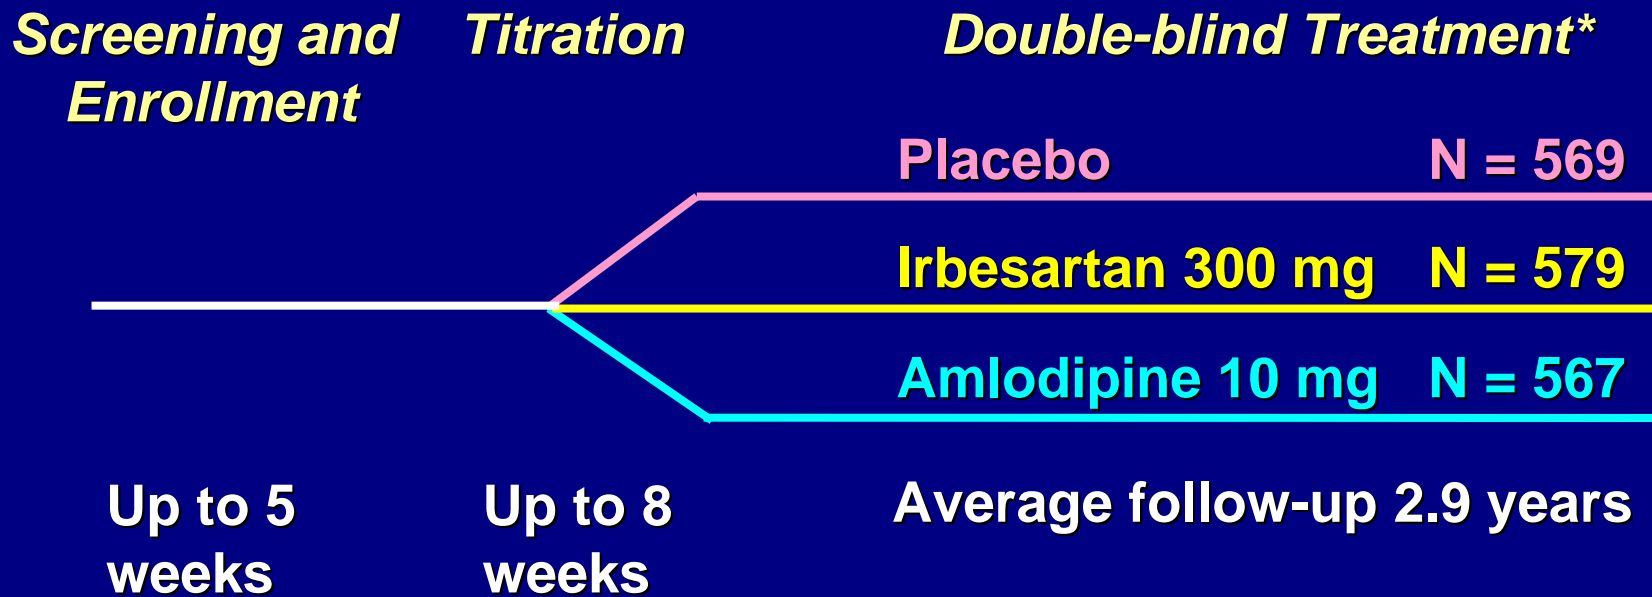 Screening and
Enrollment
Titration
Double-blind Treatment*
Placebo N = 569
Irbesartan 300 mg N = 579
Amlodipine 10 mg N = 567
Up to 5
weeks
Up to 8
weeks
Average follow-up 2.9 years